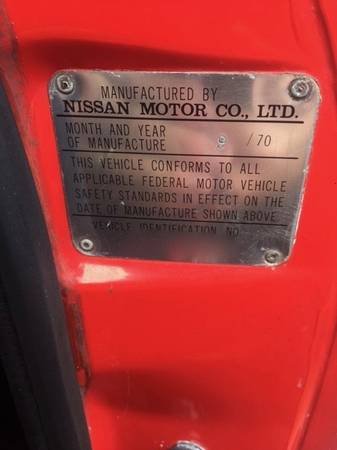 MANUFACTURED BY
NISSAN MOTOR CO., LTD.
MONTH AND YEAR
OF MANUFACTURE 9 /70
THIS VEHICLE CONFORMS TO ALL
APPLICABLE FEDERAL MOTOR VEHICLE
SAFETY STANDARDS IN EFFECT ON THE
DATE OF MANUFACTURE SHOWN ABOVE
VEHICLE IDENTIFICATION NO